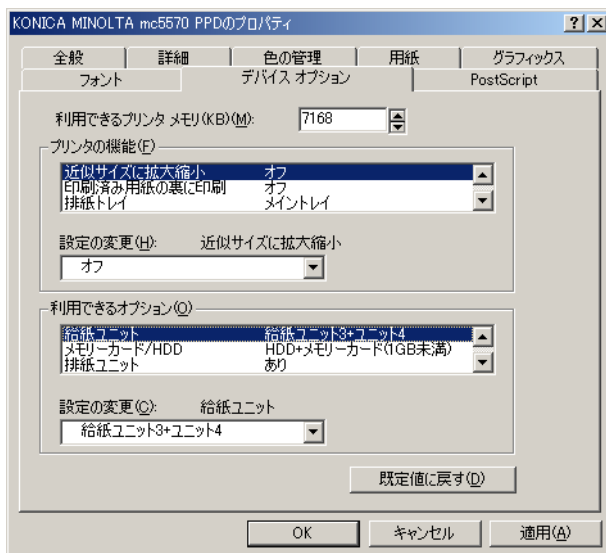 KONICA MINOLTA mc5570 PPDのプロパティ
全般 詳細 色の管理 用紙 グラフィックス
フォント デバイス オプション PostScript
利用できるプリンタ メモリ(KB)(M): 7168
プリンタの機能(F)
近似サイズに拡大縮小 オフ
印刷済み用紙の裏に印刷 オフ
排紙トレイ メイントレイ
設定の変更(H): 近似サイズに拡大縮小
オフ
利用できるオプション(O)
給紙ユニット 給紙ユニット3+ユニット4
メモリーカード/HDD HDD+メモリーカード(1GB未満)
排紙ユニット あり
設定の変更(C): 給紙ユニット
給紙ユニット3+ユニット4
既定値に戻す(D)
OK キャンセル 適用(A)